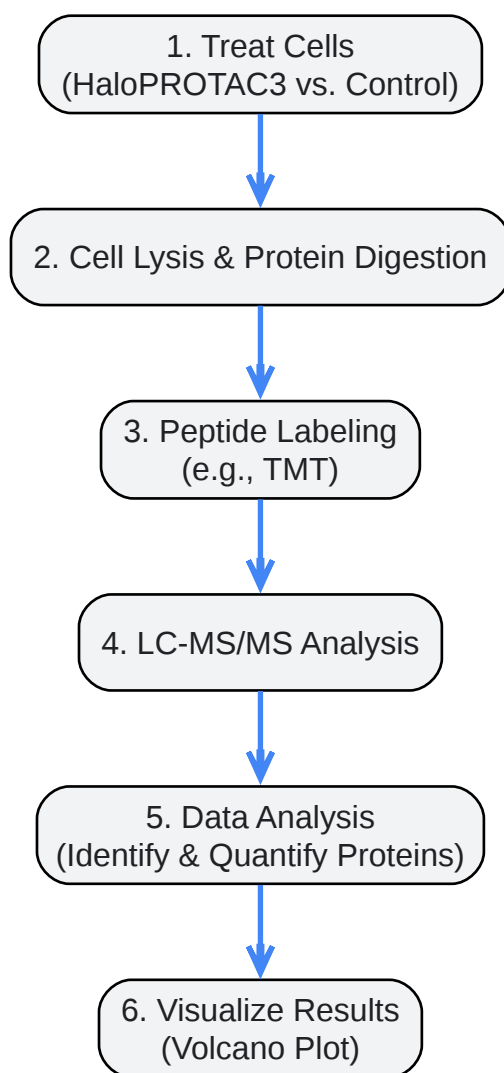 1. Treat Cells
(HaloPROTAC3 vs. Control)
2. Cell Lysis & Protein Digestion
3. Peptide Labeling
(e.g., TMT)
4. LC-MS/MS Analysis
5. Data Analysis
(Identify & Quantify Proteins)
6. Visualize Results
(Volcano Plot)